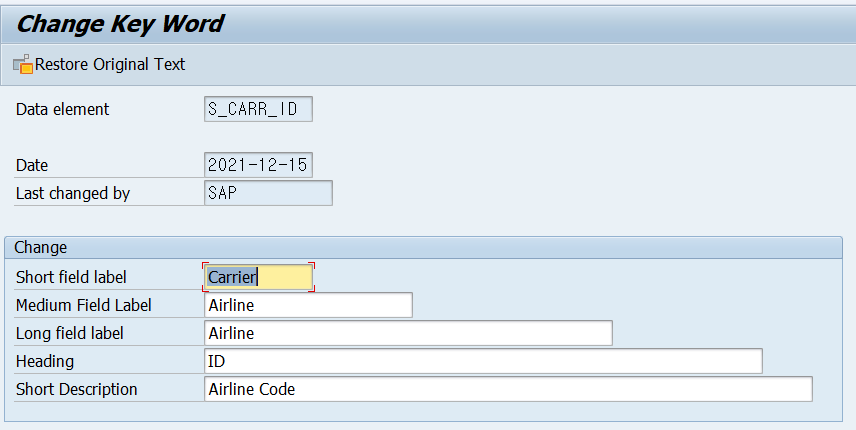 Change Key Word
Restore Original Text
Data element S_CARR_ID
Date 2021-12-15
Last changed by SAP
Change
Short field label Carrier
Medium Field Label Airline
Long field label Airline
Heading ID
Short Description Airline Code